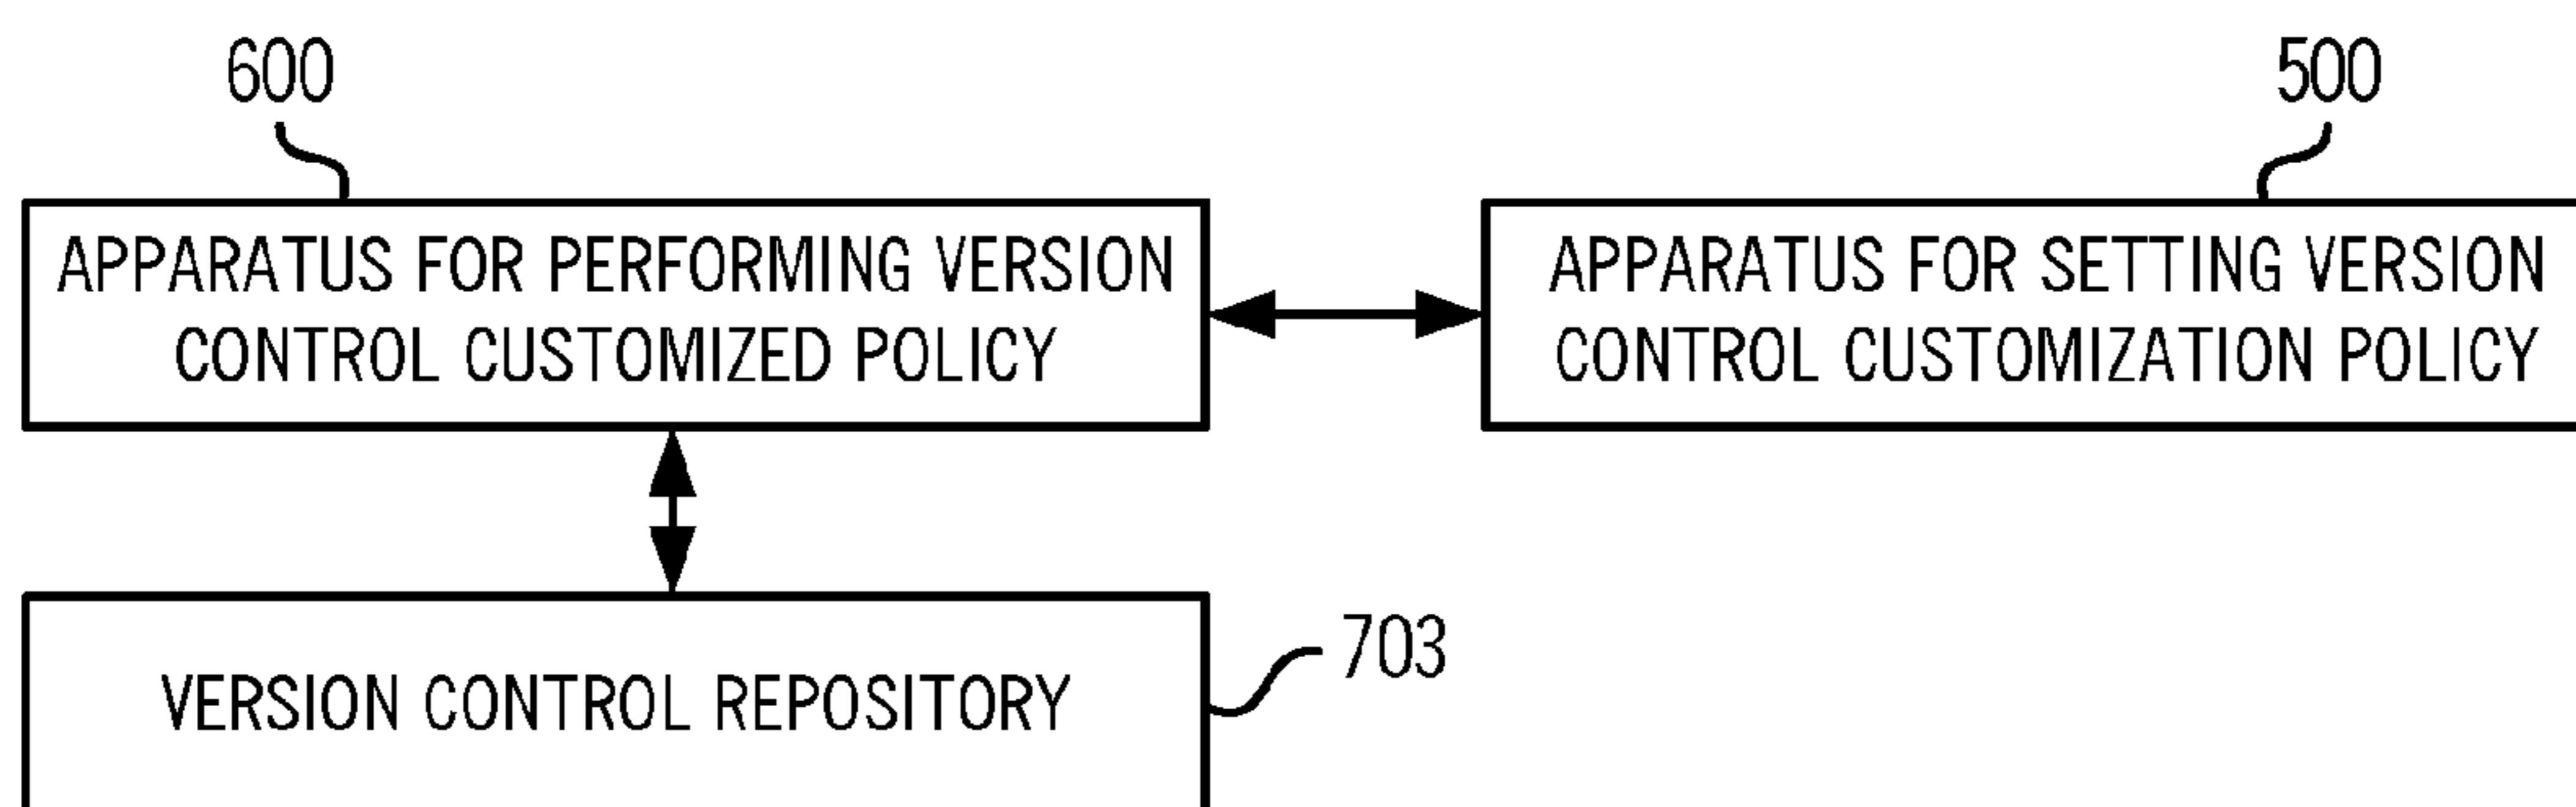 600
500
APPARATUS FOR PERFORMING VERSION
CONTROL CUSTOMIZED POLICY
APPARATUS FOR SETTING VERSION
CONTROL CUSTOMIZATION POLICY
703
VERSION CONTROL REPOSITORY